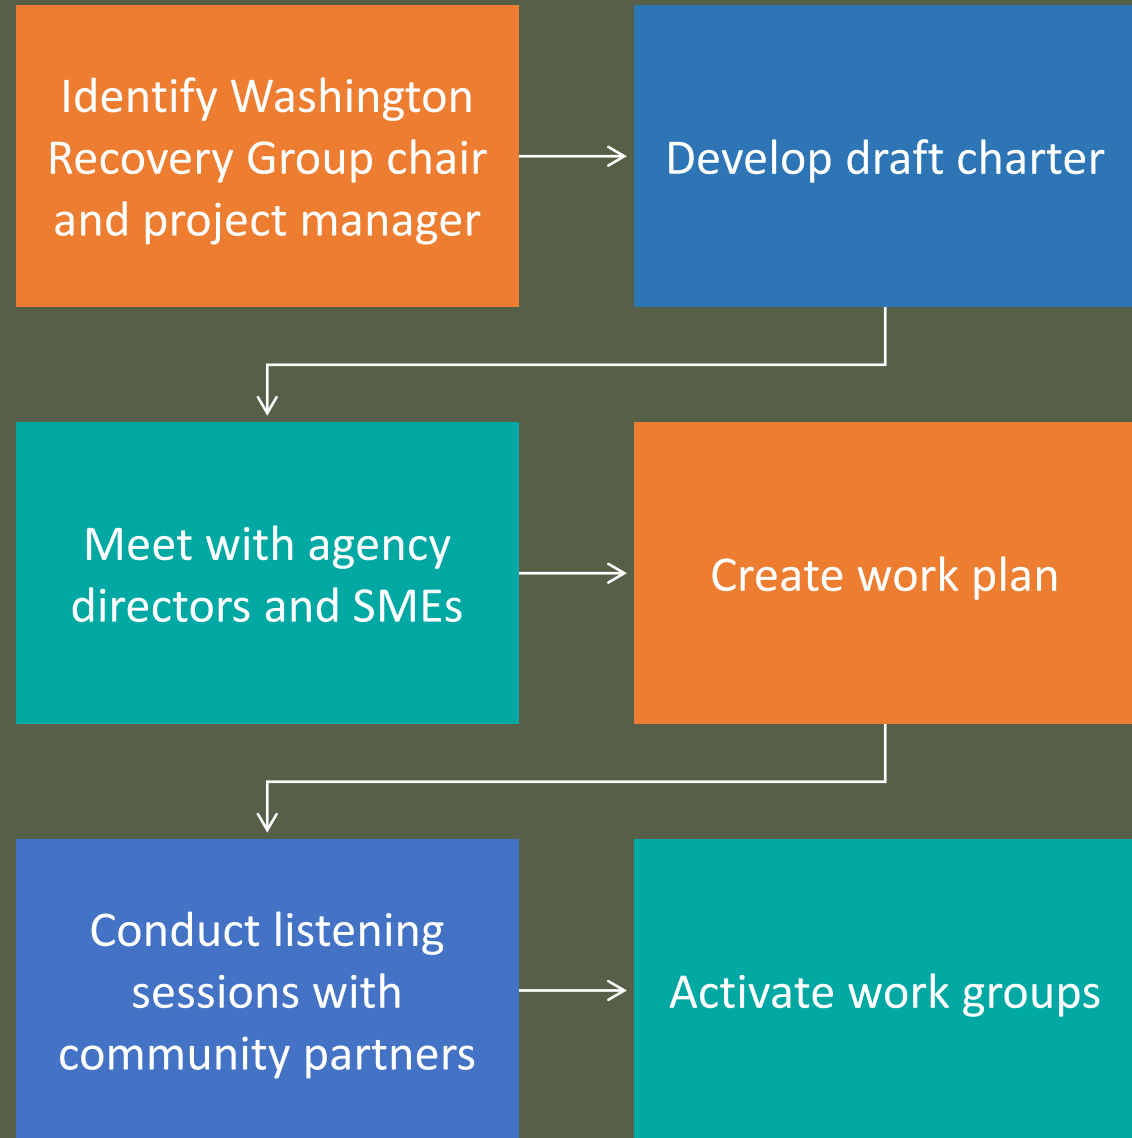 Identify Washington
Recovery Group chair
and project manager
Develop draft charter
Meet with agency
directors and SMEs
Create work plan
Conduct listening
sessions with
community partners
Activate work groups